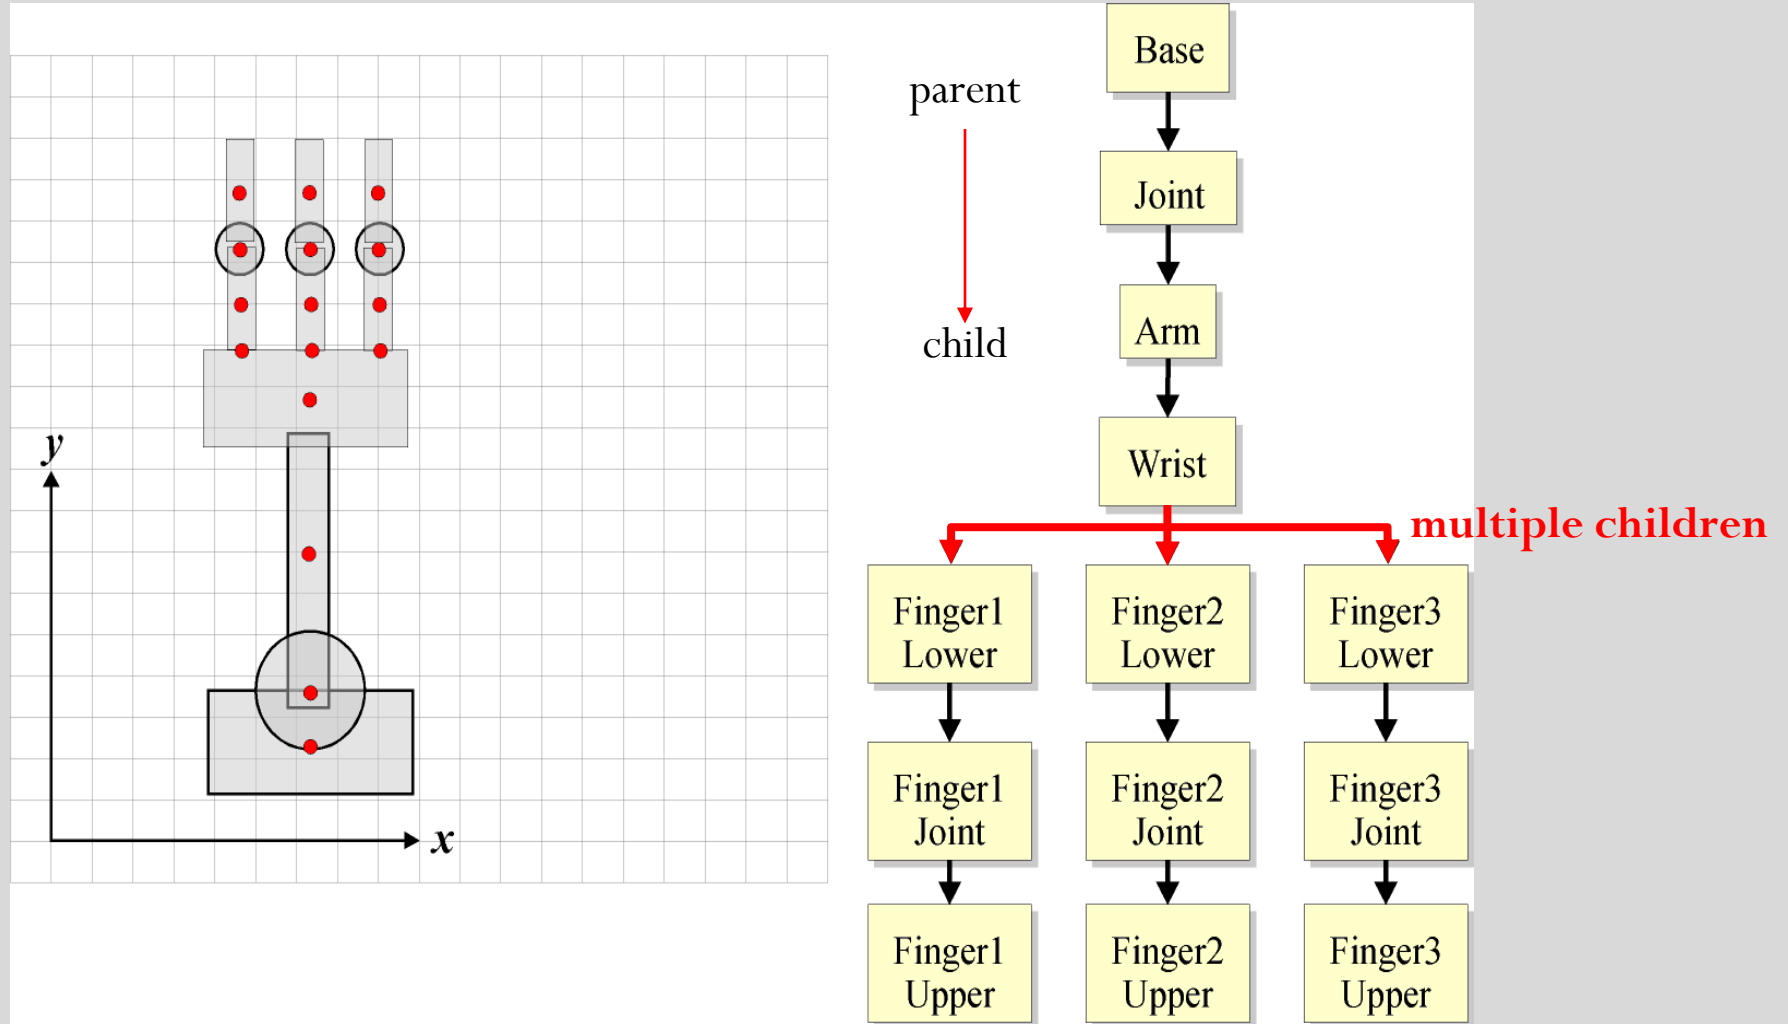 Base
parent
Joint
Arm
child
Wrist
y
x
multiple children
Finger1
Lower
Finger2
Lower
Finger3
Lower
Finger1
Joint
Finger2
Joint
Finger3
Joint
Finger1
Upper
Finger2
Upper
Finger3
Upper